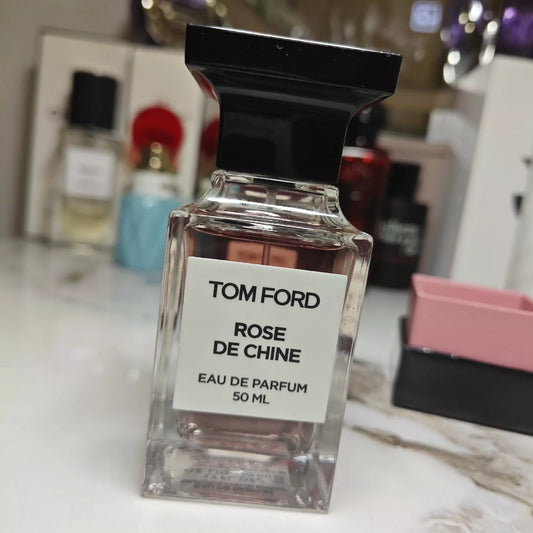 TOM FORD
ROSE
DE CHINE
EAU DE PARFUM
50 ML